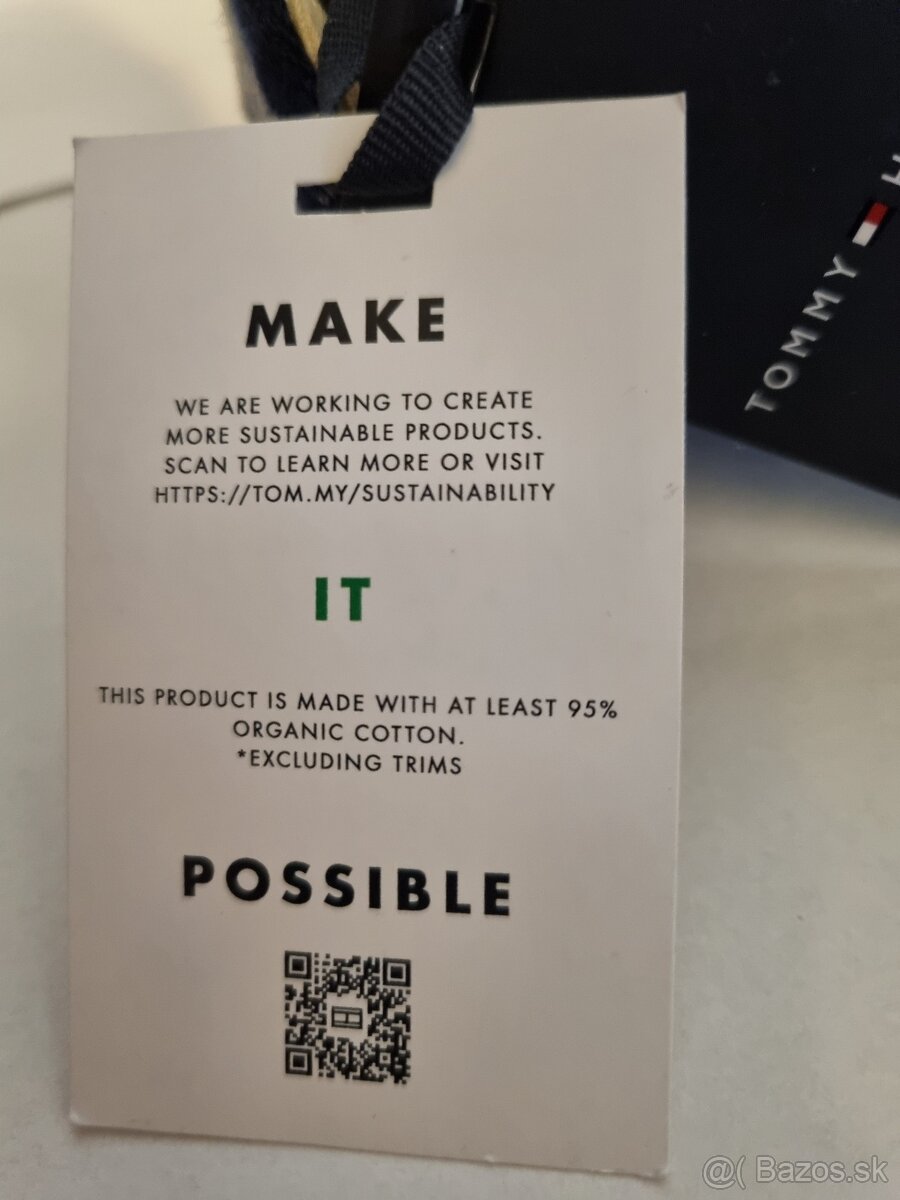 MAKE
WE ARE WORKING TO CREATE
MORE SUSTAINABLE PRODUCTS.
SCAN TO LEARN MORE OR VISIT
HTTPS://TOM.MY/SUSTAINABILITY
IT
THIS PRODUCT IS MADE WITH AT LEAST 95%
ORGANIC COTTON.
*EXCLUDING TRIMS
POSSIBLE
TOMMY H
@( Bazos.sk